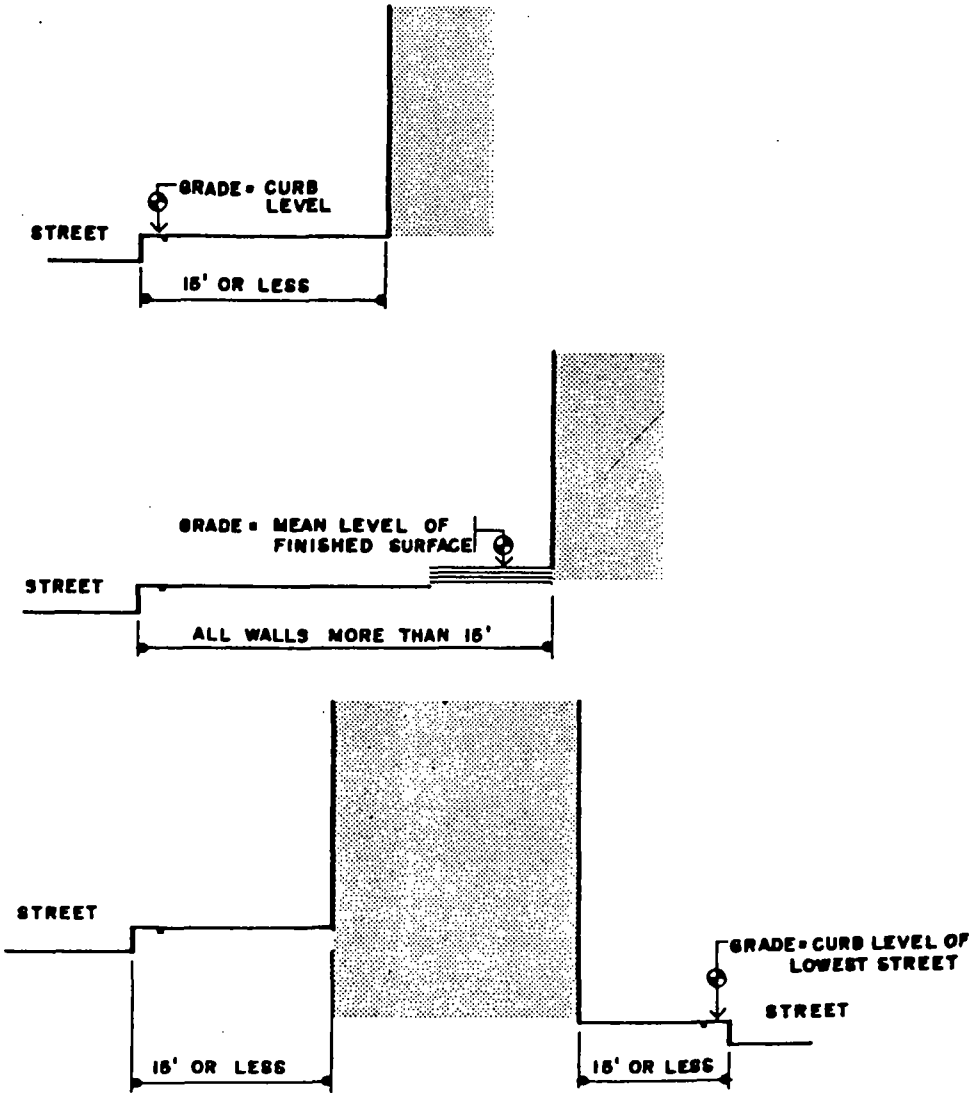 GRADE = CURB
LEVEL
STREET
15' OR LESS
GRADE = MEAN LEVEL OF
FINISHED SURFACE
STREET
ALL WALLS MORE THAN 15'
STREET
GRADE = CURB LEVEL OF
LOWEST STREET
STREET
15' OR LESS
15' OR LESS